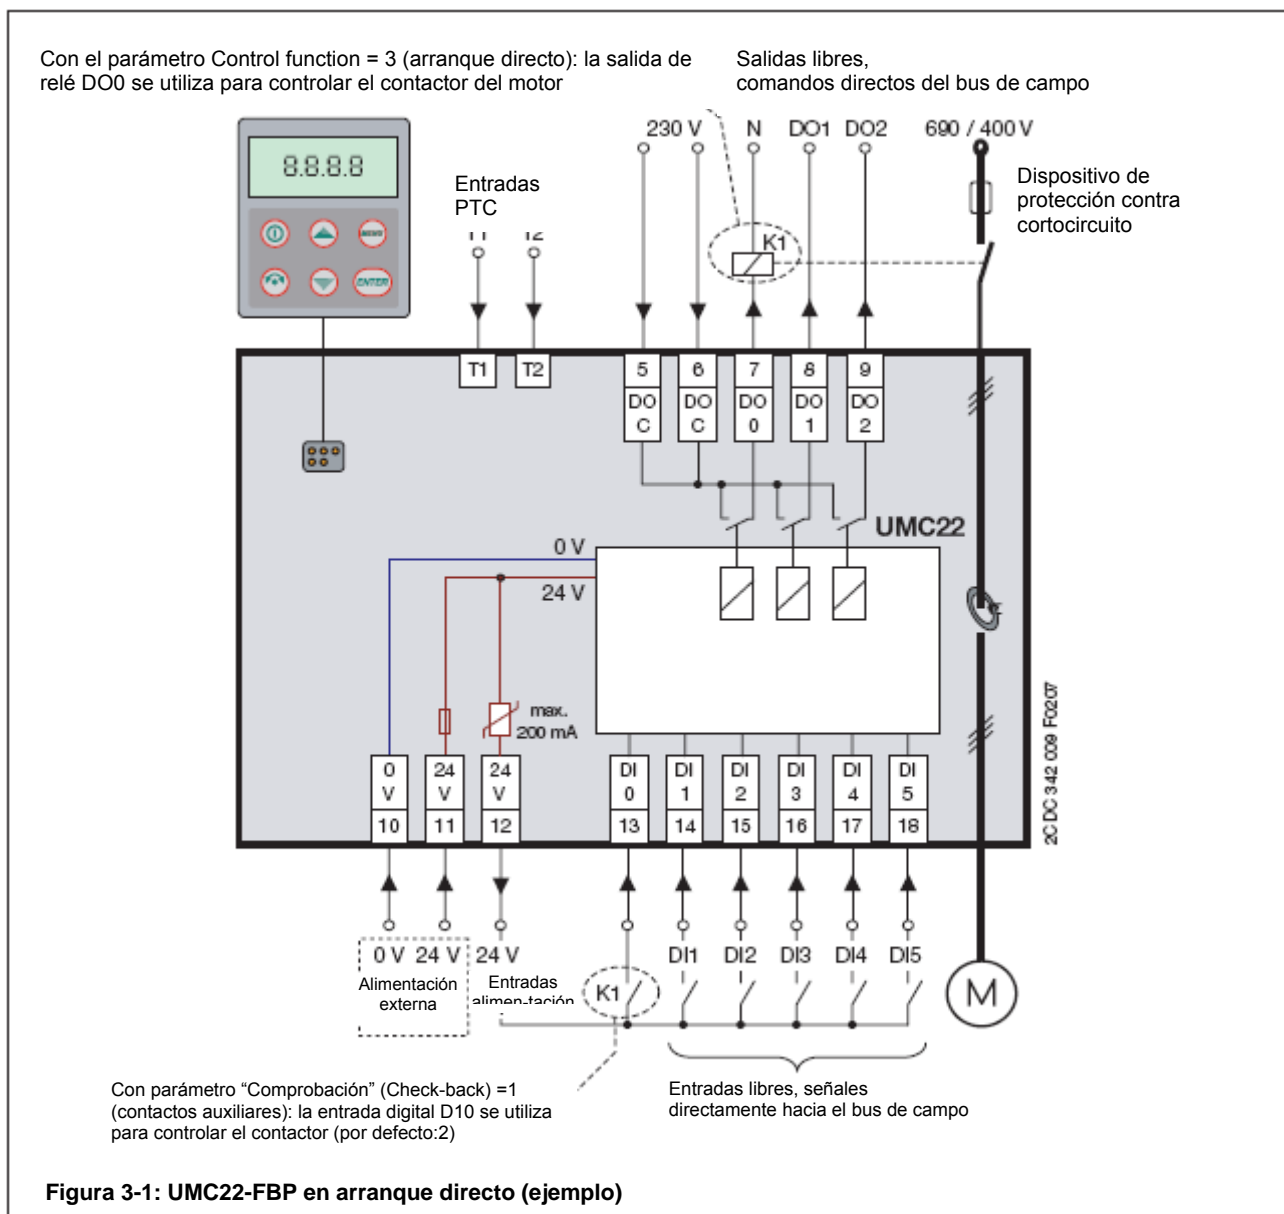 Con el parámetro Control function = 3 (arranque directo): la salida de
relé DO0 se utiliza para controlar el contactor del motor
Salidas libres,
comandos directos del bus de campo
230 V N DO1 DO2 690 / 400 V
8.8.8.8
MENU
ENTER
Entradas
PTC
T1 T2
K1
Dispositivo de
protección contra
cortocircuito
T1 T2
5 6 7 8 9
DO DO DO DO DO
C C 0 1 2
UMC22
0 V
24 V
max.
200 mA
0 24 24 DI DI DI DI DI DI
V V V 0 1 2 3 4 5
10 11 12 13 14 15 16 17 18
2C DC 342 009 F0207
0 V 24 V 24 V DI1 DI2 DI3 DI4 DI5
Alimentación
externa
Entradas
alimen-tación
K1
M
Con parámetro “Comprobación” (Check-back) =1
(contactos auxiliares): la entrada digital D10 se utiliza
para controlar el contactor (por defecto:2)
Entradas libres, señales
directamente hacia el bus de campo
Figura 3-1: UMC22-FBP en arranque directo (ejemplo)